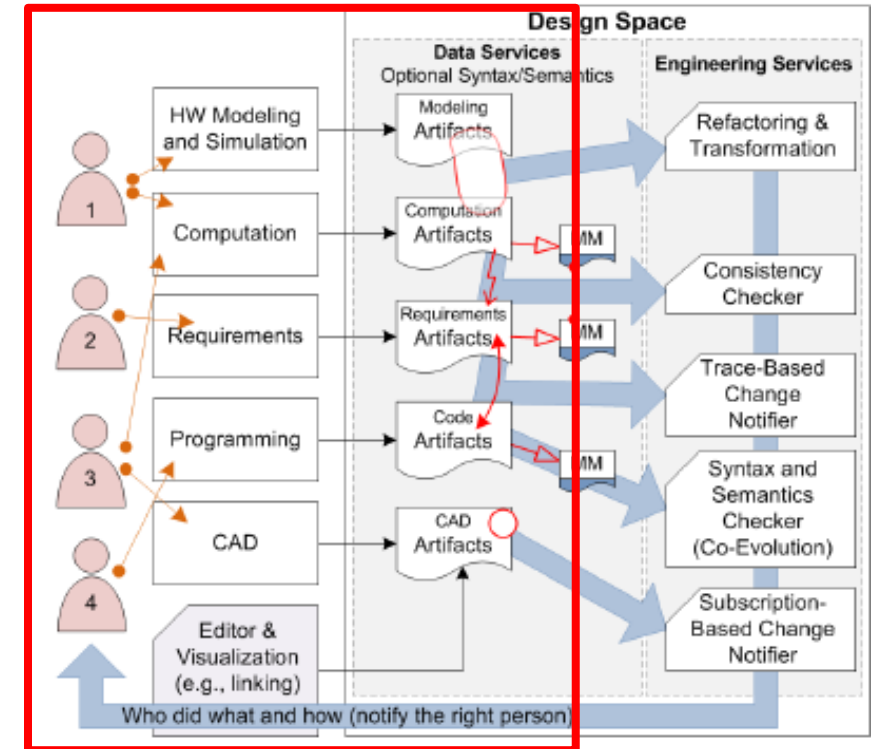 Design Space
Data Services
Optional Syntax/Semantics
Engineering Services
HW Modeling
and Simulation
Modeling
Artifacts
Refactoring &
Transformation
1
Computation
Computation
Artifacts
MM
Consistency
Checker
2
Requirements
Requirements
Artifacts
MM
Trace-Based
Change
Notifier
3
Programming
Code
Artifacts
MM
Syntax and
Semantics
Checker
(Co-Evolution)
CAD
CAD
Artifacts
4
Editor &
Visualization
(e.g., linking)
Subscription-
Based Change
Notifier
Who did what and how (notify the right person)